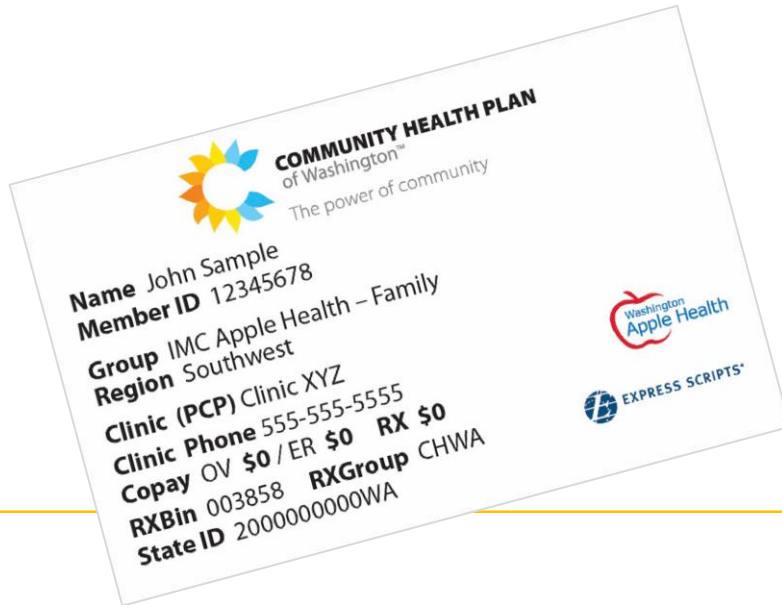 COMMUNITY HEALTH PLAN
of Washington™
The power of community
Name John Sample
Member ID 12345678
Group IMC Apple Health – Family
Region Southwest
Clinic (PCP) Clinic XYZ
Clinic Phone 555-555-5555
Copay OV $0 / ER $0 RX $0
RXBin 003858 RXGroup CHWA
State ID 2000000000WA
Washington
Apple Health
EXPRESS SCRIPTS®